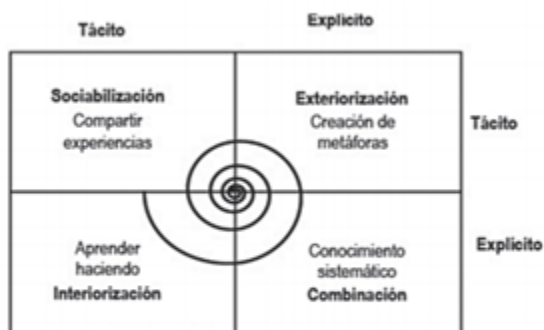 Tácito
Explícito
Sociabilización
Compartir
experiencias
Exteriorización
Creación de
metáforas
Tácito
Aprender
haciendo
Interiorización
Conocimiento
sistemático
Combinación
Explícito